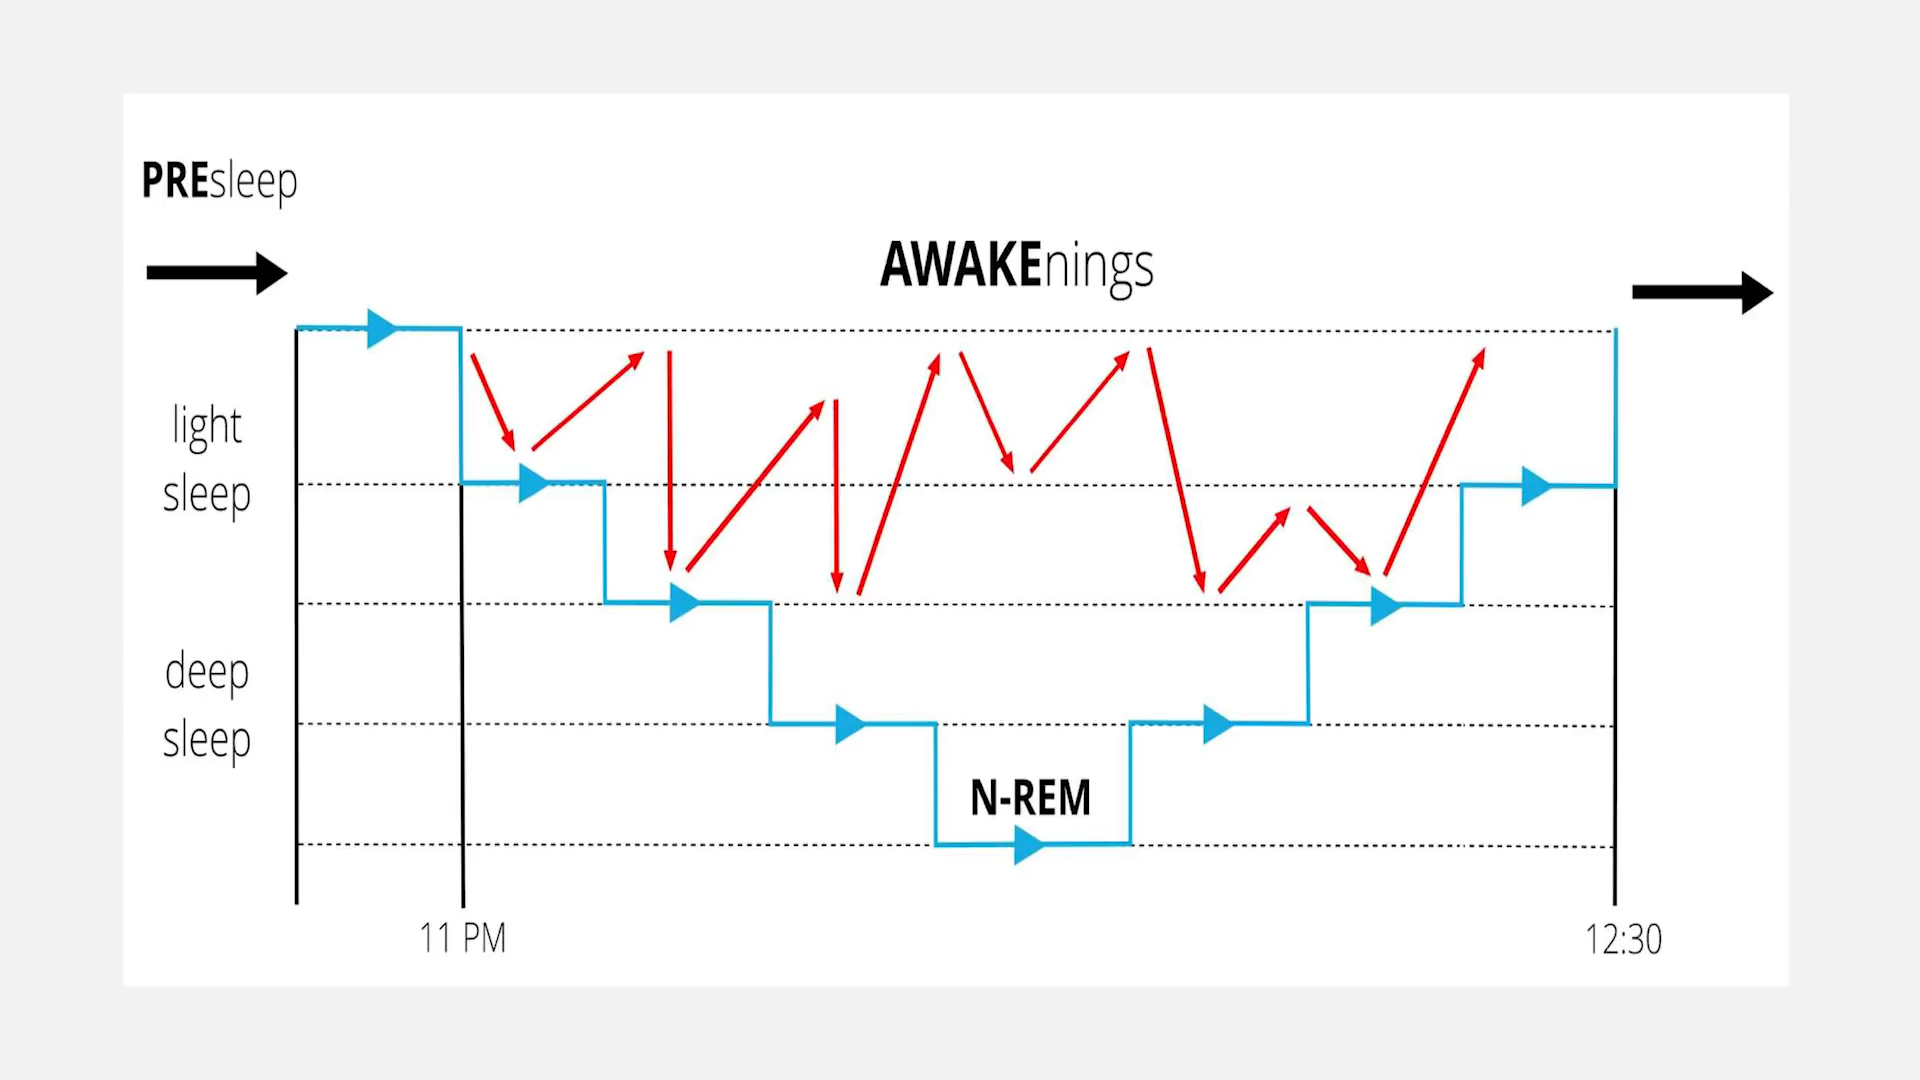 PREsleep
AWAKEnings
light
sleep
deep
sleep
N-REM
11 PM
12:30